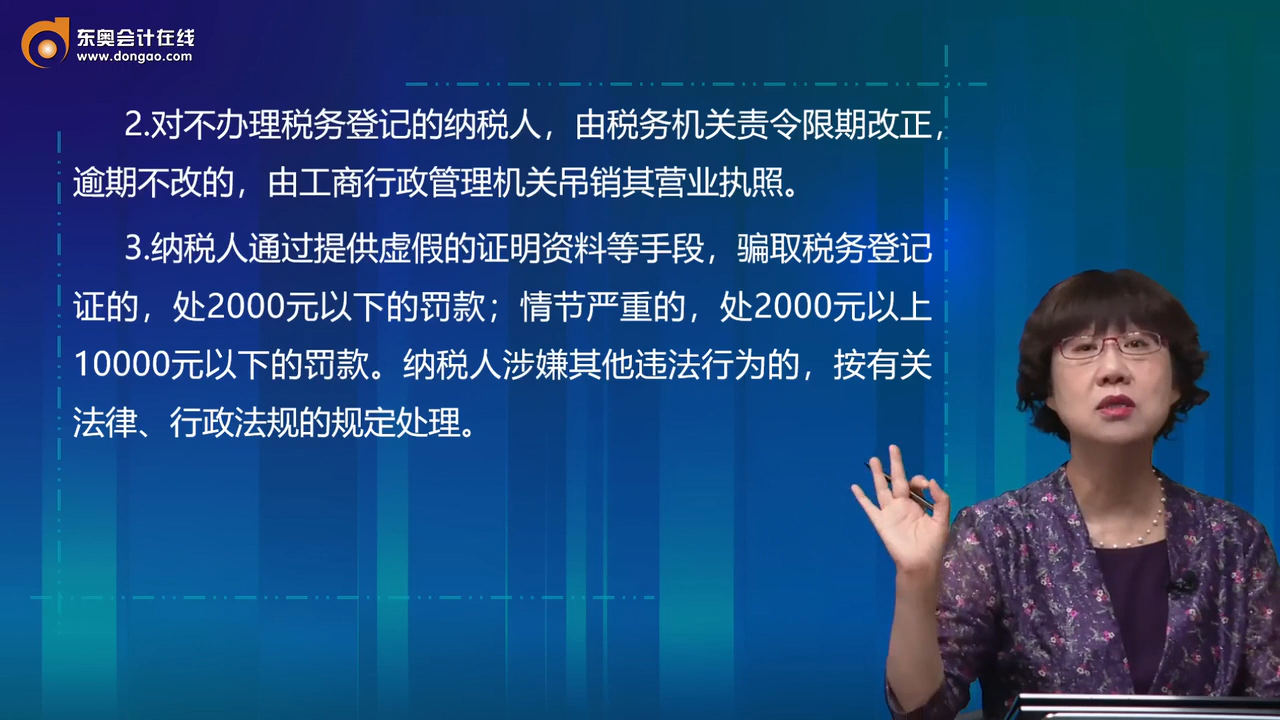 东奥会计在线
www.dongao.com
2.对不办理税务登记的纳税人，由税务机关责令限期改正，
逾期不改的，由工商行政管理机关吊销其营业执照。
3.纳税人通过提供虚假的证明资料等手段，骗取税务登记
证的，处2000元以下的罚款；情节严重的，处2000元以上
10000元以下的罚款。纳税人涉嫌其他违法行为的，按有关
法律、行政法规的规定处理。